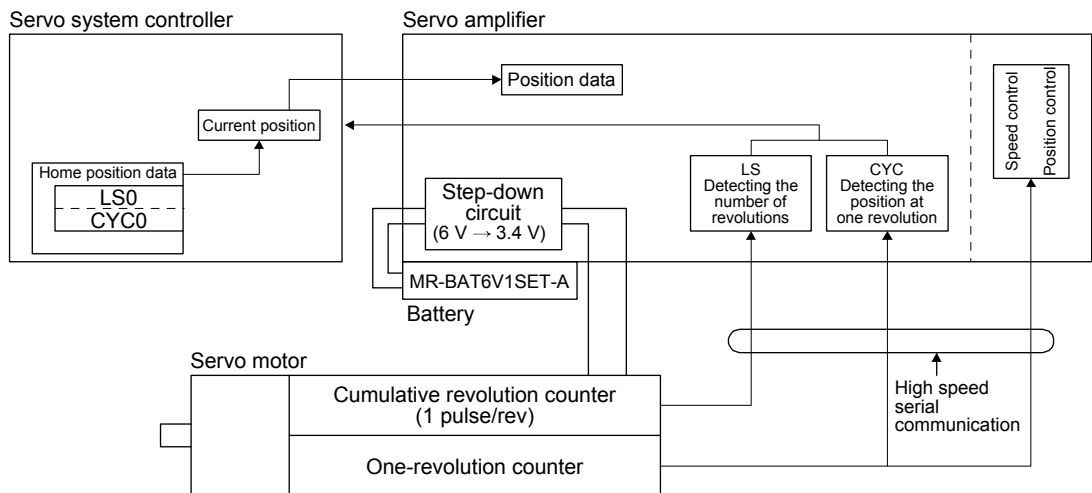 Servo system controller
Servo amplifier
Position data
Current position
Home position data
LS0
CYC0
Step-down
circuit
(6 V → 3.4 V)
MR-BAT6V1SET-A
Battery
LS
Detecting the
number of
revolutions
CYC
Detecting the
position at
one revolution
Speed control
Position control
Servo motor
Cumulative revolution counter
(1 pulse/rev)
One-revolution counter
High speed
serial
communication